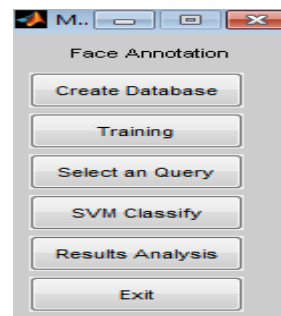 M..
Face Annotation
Create Database
Training
Select an Query
SVM Classify
Results Analysis
Exit